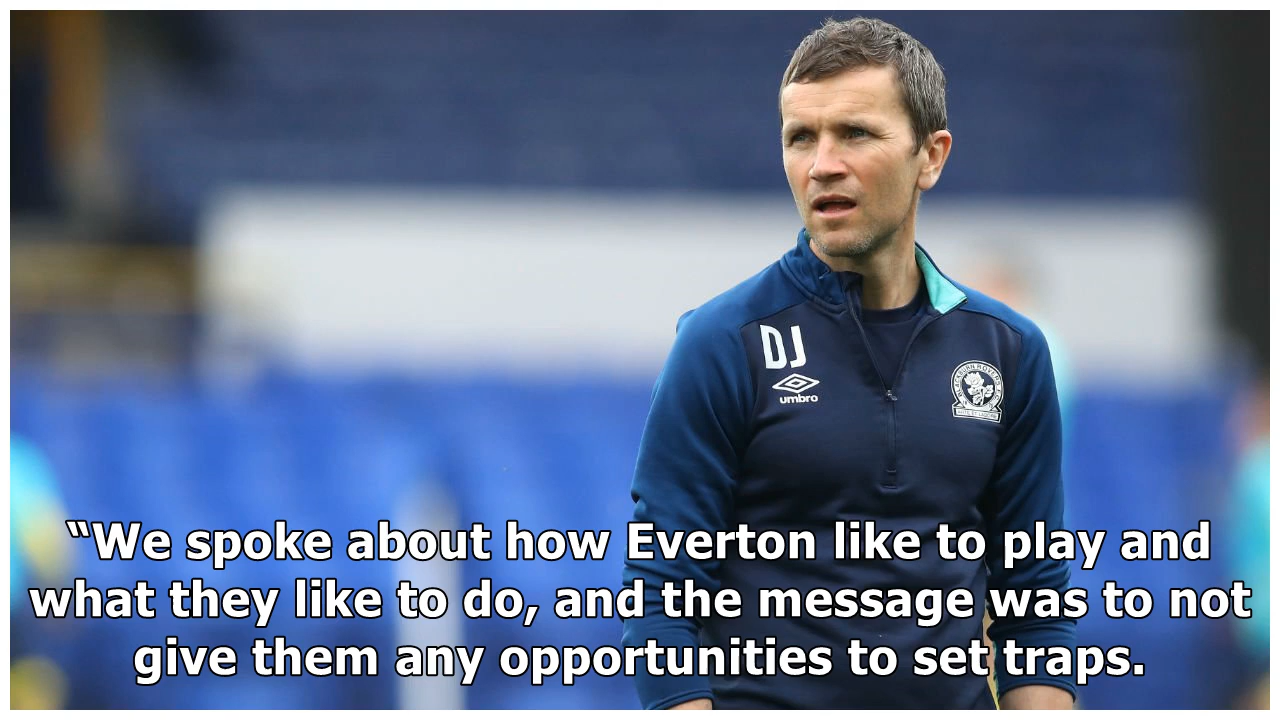 DJ
umbro
“We spoke about how Everton like to play and
what they like to do, and the message was to not
give them any opportunities to set traps.